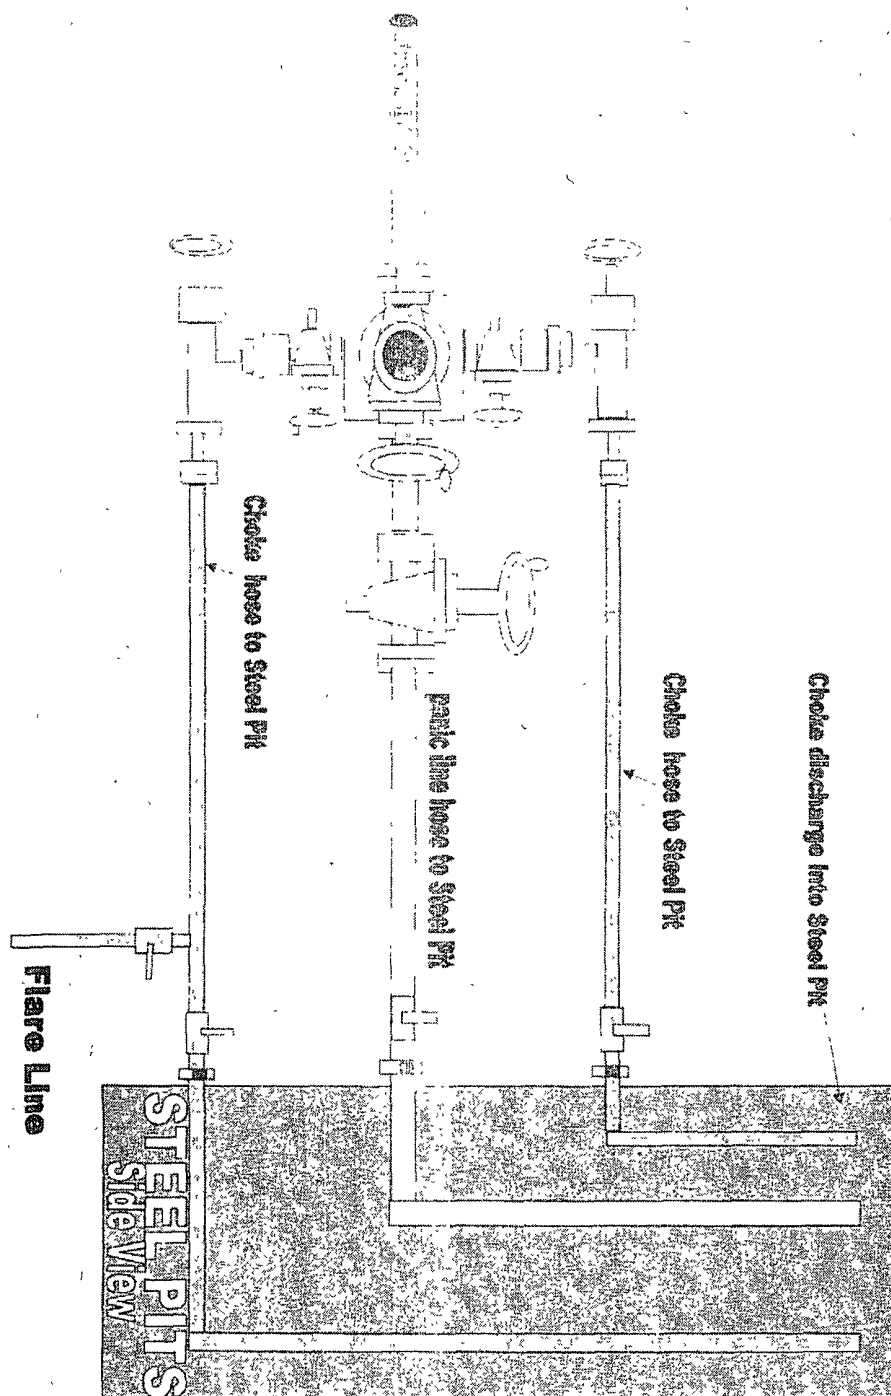 Choke discharge into Steel Pit
Choke hose to Steel Pit
panic line hose to Steel Pit
Choke hose to Steel Pit
Flare Line
STEEL PITS
Side View